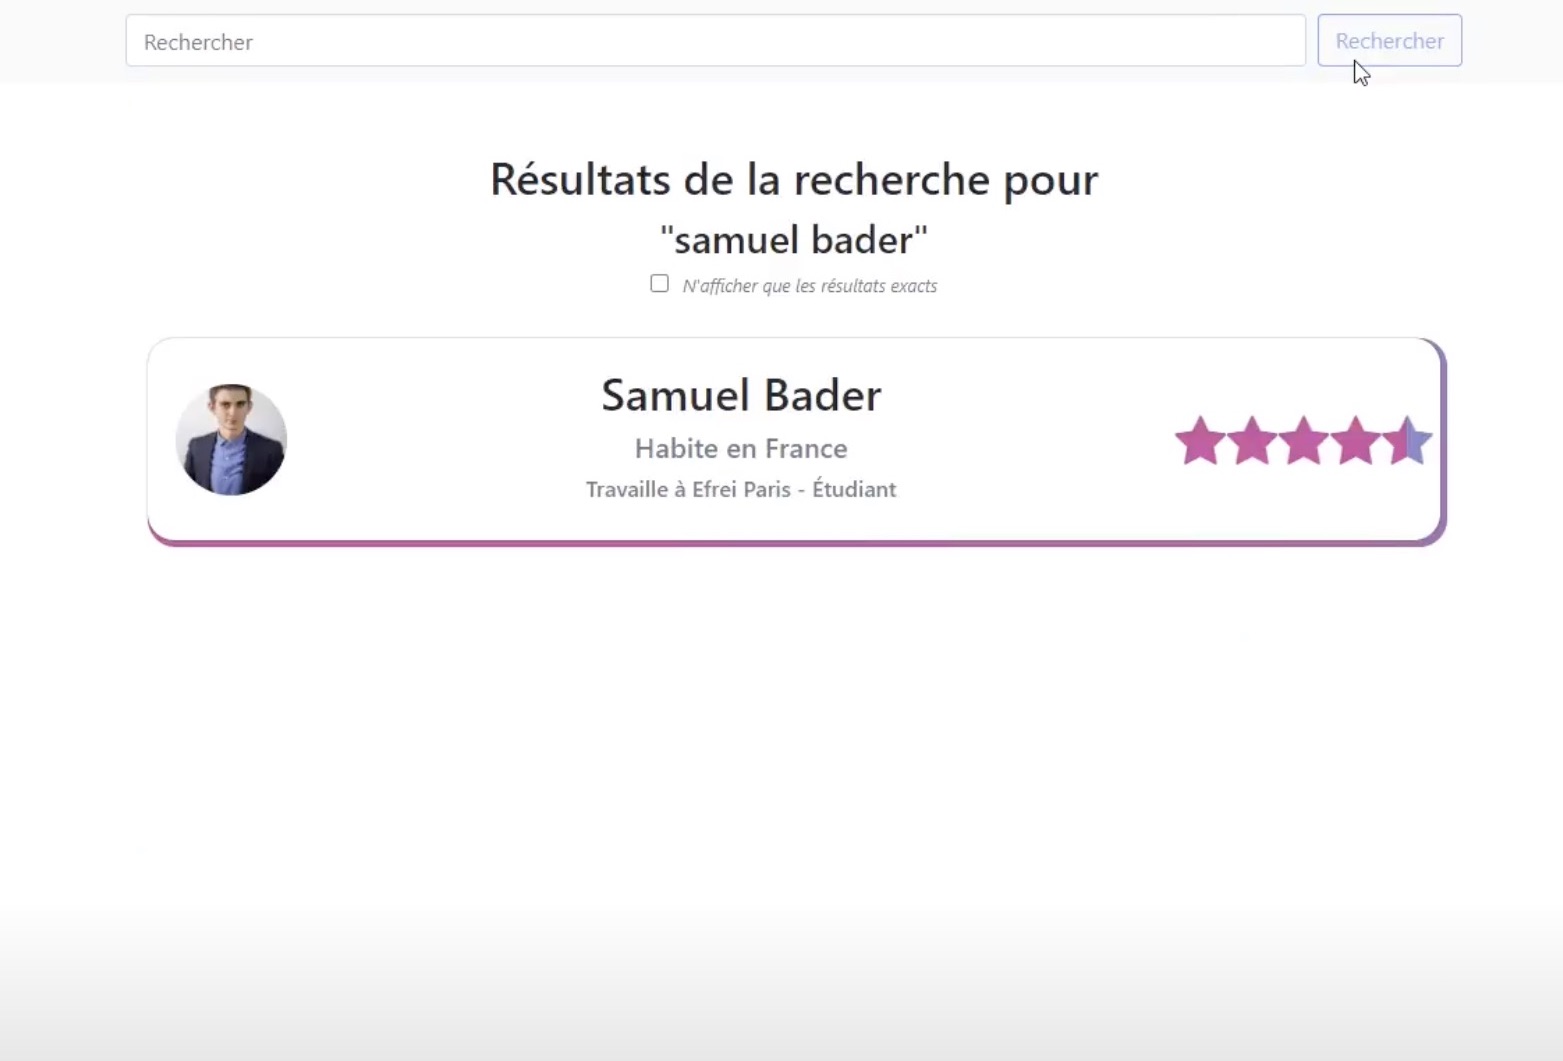 Rechercher
Rechercher
Résultats de la recherche pour
"samuel bader"
N'afficher que les résultats exacts
Samuel Bader
Habite en France
Travaille à Efrei Paris - Étudiant